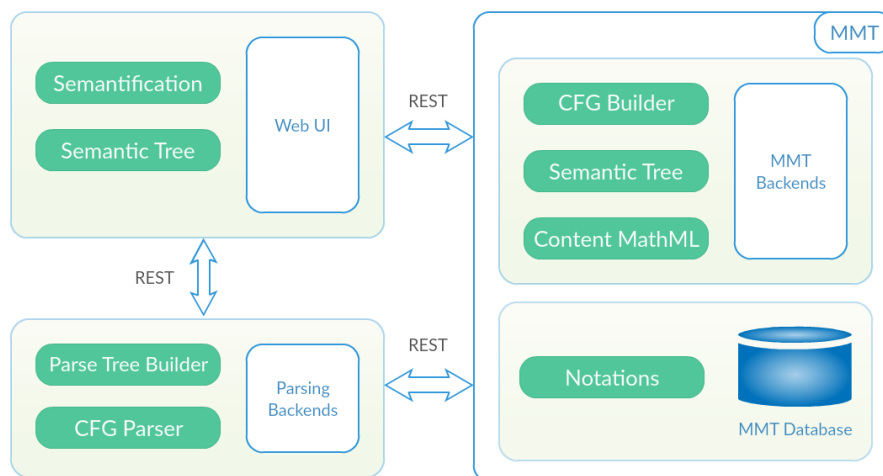 MMT
Semantification
Semantic Tree
Web UI
REST
CFG Builder
Semantic Tree
Content MathML
MMT
Backends
REST
Parse Tree Builder
CFG Parser
Parsing
Backends
REST
Notations
MMT Database